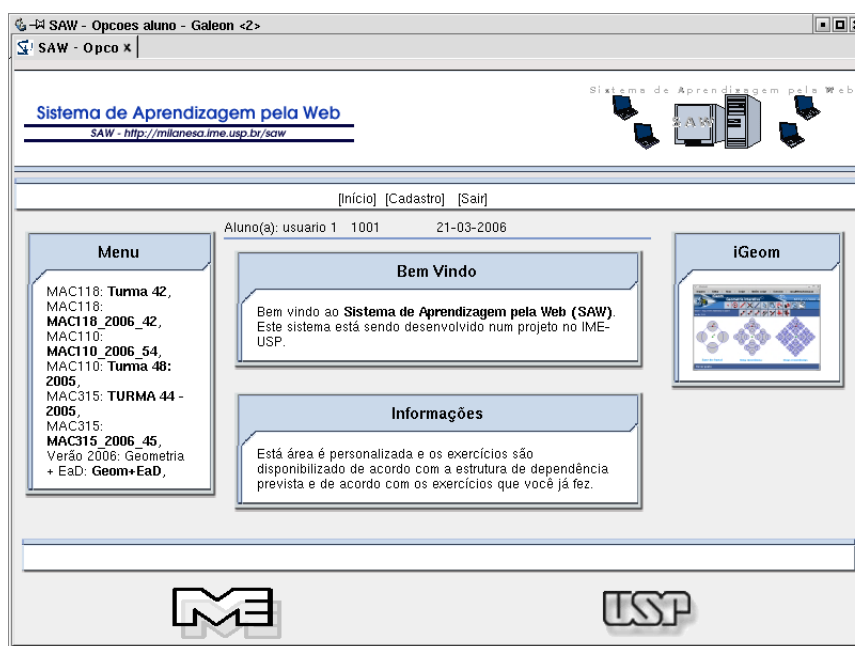 SAW - Opcoes aluno - Galeon <2>
SAW - Opco x
Sistema de Aprendizagem pela Web
SAW - http://milanesa.ime.usp.br/saw
Sistema de Aprendizagem pela Web
SAW
[Início] [Cadastro] [Sair]
Aluno(a): usuario 1 1001 21-03-2006
Menu
MAC118: Turma 42,
MAC118:
MAC118_2006_42,
MAC110:
MAC110_2006_54,
MAC110: Turma 48:
2005,
MAC315: TURMA 44 -
2005,
MAC315:
MAC315_2006_45,
Verão 2006: Geometria
+ EaD: Geom+EaD,
Bem Vindo
Bem vindo ao Sistema de Aprendizagem pela Web (SAW).
Este sistema está sendo desenvolvido num projeto no IME-
USP.
Informações
Está área é personalizada e os exercícios são
disponibilizado de acordo com a estrutura de dependência
prevista e de acordo com os exercícios que você já fez.
iGeom
IME
USP